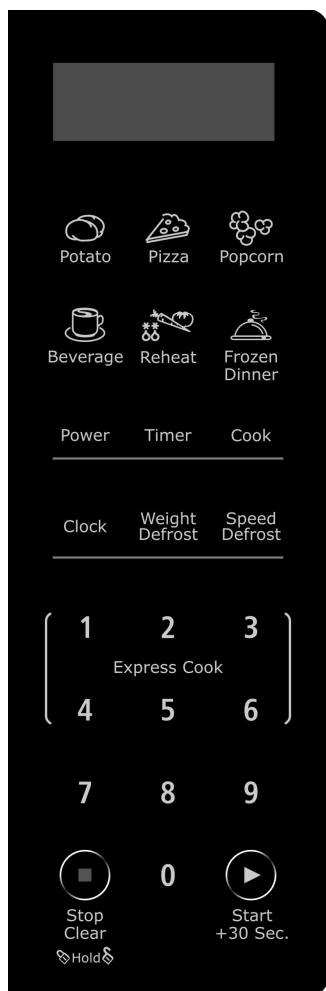 Potato Pizza Popcorn
Beverage Reheat Frozen
Dinner
Power Timer Cook
Clock Weight Speed
Defrost Defrost
1 2 3
Express Cook
4 5 6
7 8 9
0
Stop Start
Clear +30 Sec.
Hold